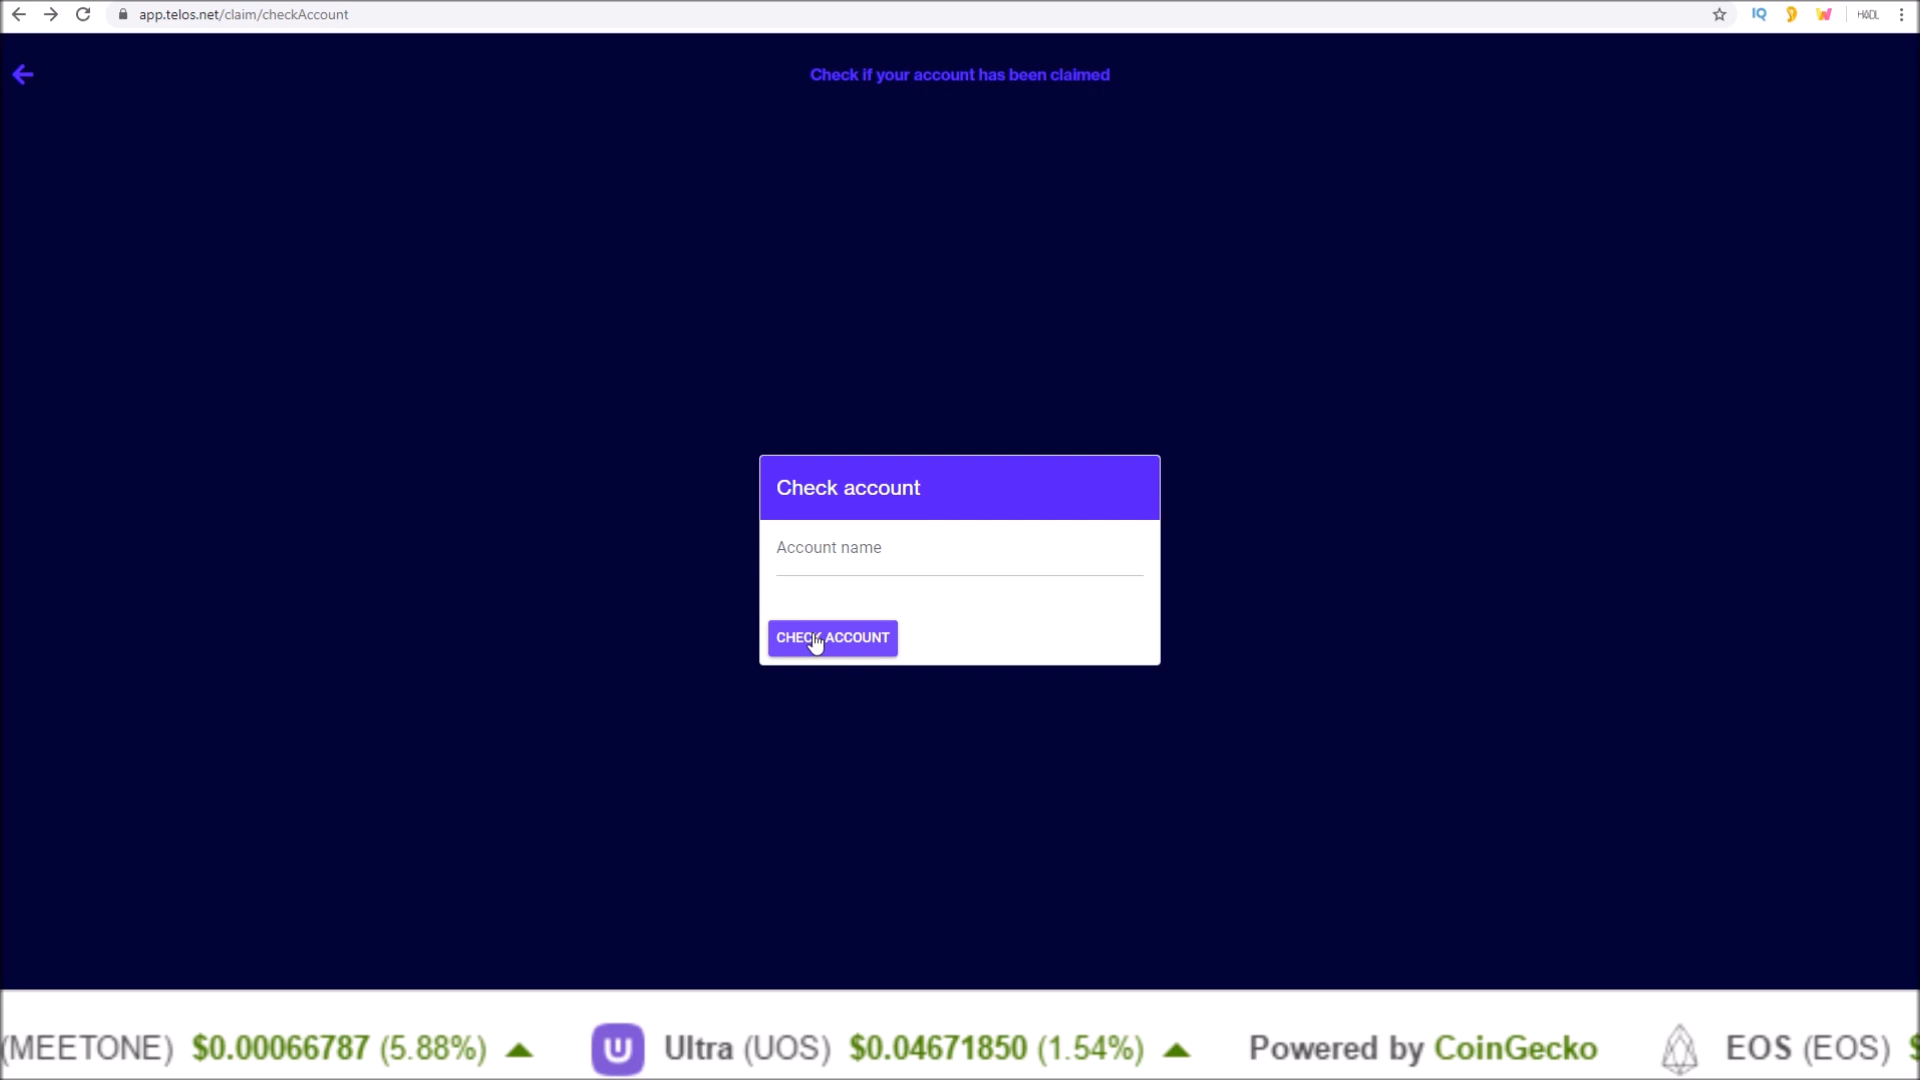 app.telos.net/claim/checkAccount
IQ
HADL
Check if your account has been claimed
Check account
Account name
CHECK ACCOUNT
(MEETONE) $0.00066787 (5.88%) Ultra (UOS) $0.04671850 (1.54%) Powered by CoinGecko EOS (EOS) $